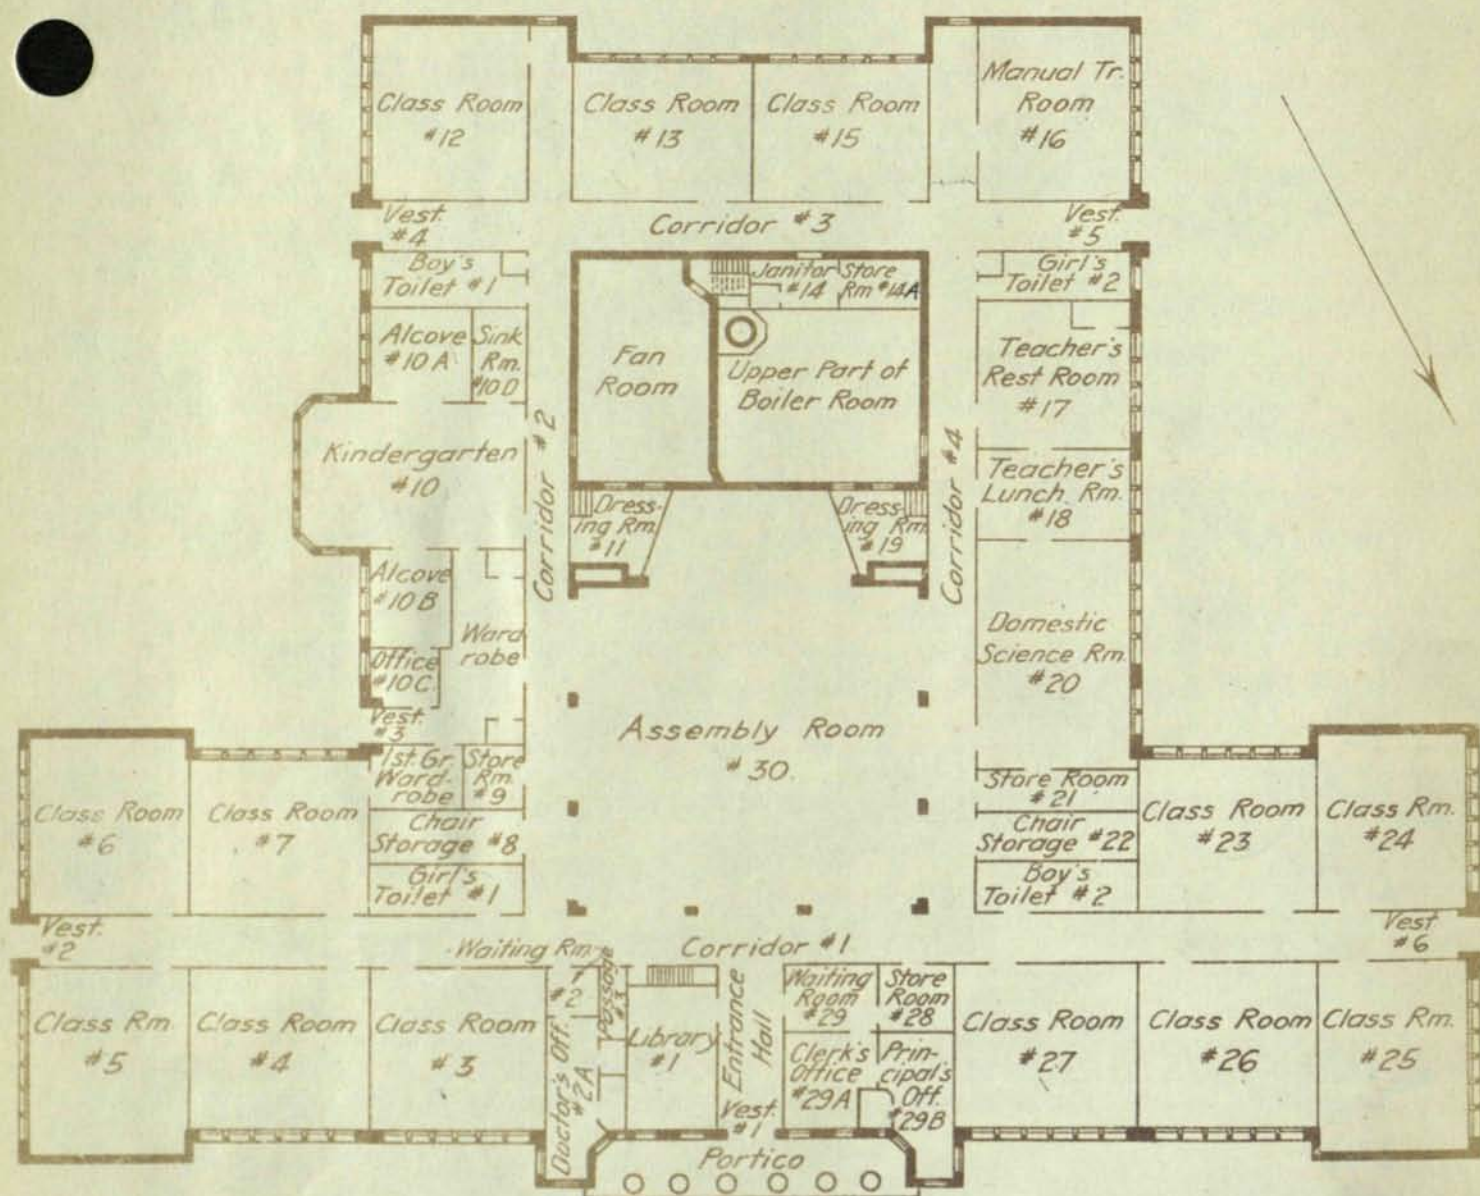 Class Room
#12
Class Room
#13
Class Room
#15
Manual Tr.
Room
#16
Vest.
#4
Corridor #3
Vest.
#5
Boy's
Toilet #1
Janitor
#14
Store
Rm #14A
Girl's
Toilet #2
Alcove
#10A
Sink
Rm.
#10D
Fan
Room
Upper Part of
Boiler Room
Teacher's
Rest Room
#17
Kindergarten
#10
Corridor #2
Corridor #4
Teacher's
Lunch Rm.
#18
Dress-
ing Rm.
#11
Dress-
ing Rm.
#19
Alcove
#10B
Ward
robe
Office
#10C
Domestic
Science Rm.
#20
Vest.
#3
Assembly Room
#30
1st. Gr.
Ward-
robe
Store
Rm.
#9
Store Room
#21
Class Room
#6
Class Room
#7
Chair
Storage #8
Chair
Storage #22
Class Room
#23
Class Rm.
#24
Girl's
Toilet #1
Boy's
Toilet #2
Vest.
#2
Waiting Rm.
#2
Corridor #1
Vest.
#6
Class Rm.
#5
Class Room
#4
Class Room
#3
Doctor's Off.
#2A
Passage
#3
Library
#1
Entrance
Hall
Waiting
Room
#29
Store
Room
#28
Clerk's
Office
#29A
Prin-
cipal's
Off.
#29B
Class Room
#27
Class Room
#26
Class Rm.
#25
Vest.
#1
Portico